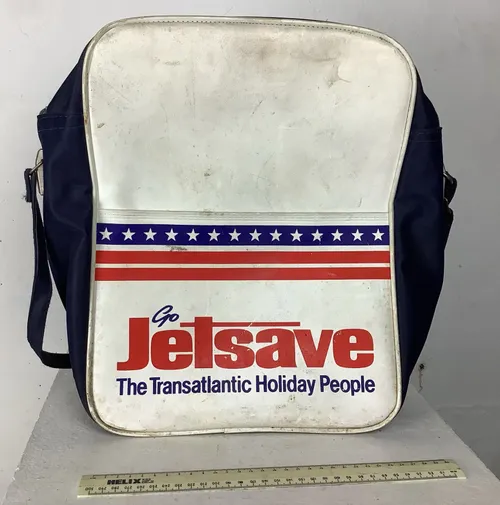 Go
Jetsave
The Transatlantic Holiday People
HELIX